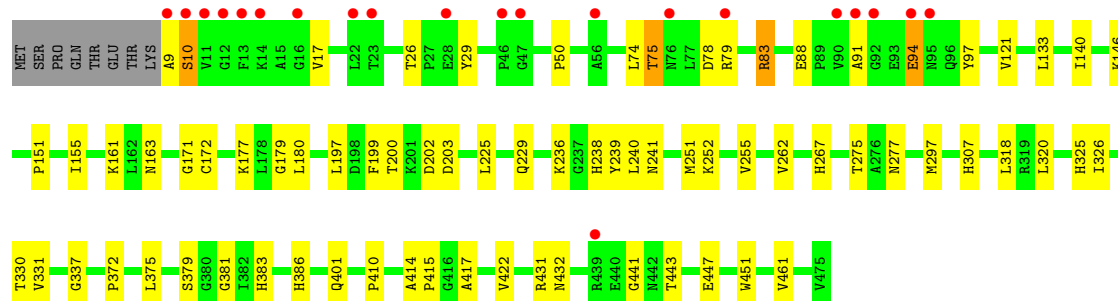 MET SER PRO GLN THR GLU THR LYS A9 S10 V11 G12 F13 K14 A15 G16 V17 L22 T23 T26 P27 E28 Y29 P46 G47 P50 A56 L74 T75 N76 L77 D78 R79 R83 E88 P89 V90 A91 G92 E93 E94 N95 Q96 Y97 V121 L133 I140 K146
P151 I155 K161 L162 N163 G171 C172 K177 L178 G179 L180 L197 D198 F199 T200 K201 D202 D203 L225 Q229 K236 G237 H238 Y239 L240 N241 M251 K252 V255 V262 H267 T275 A276 N277 M297 H307 L318 R319 L320 H325 I326
T330 V331 G337 P372 L375 S379 G380 G381 I382 H383 H386 Q401 P410 A414 P415 G416 A417 V422 R431 N432 R439 E440 G441 N442 T443 E447 W451 V461 V475